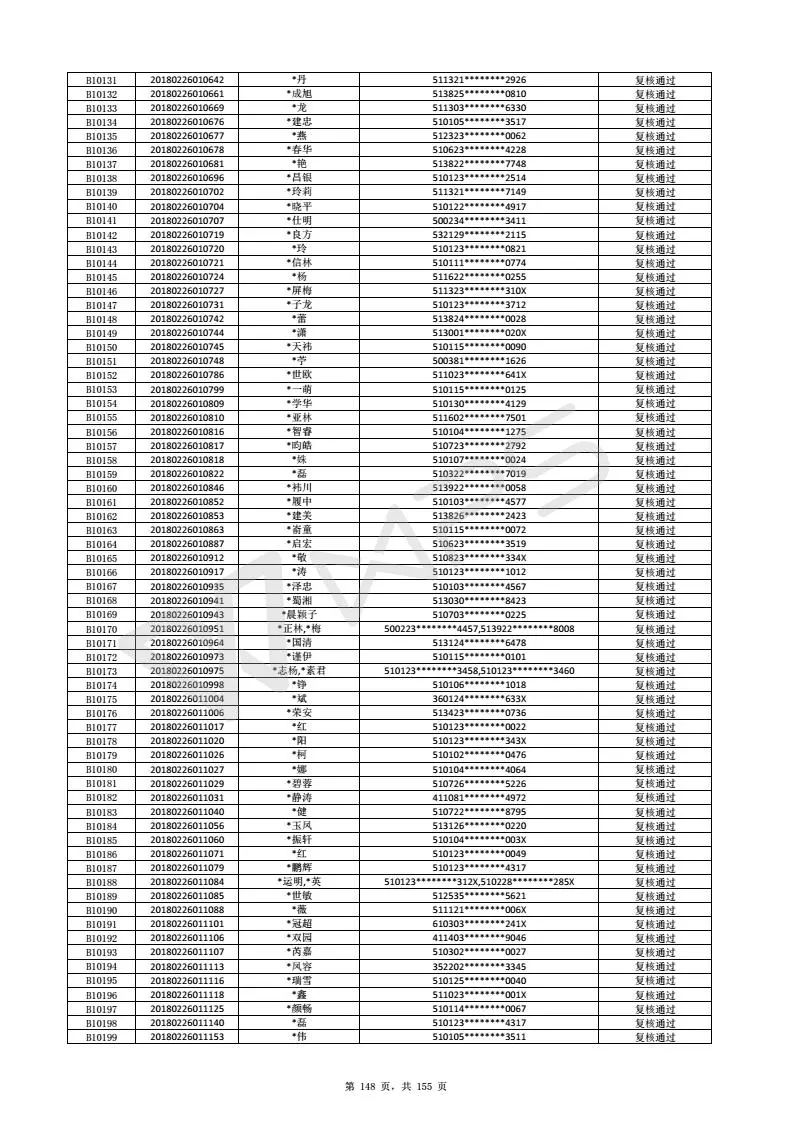 B10131 20180226010642 *丹 511321********2926 复核通过
B10132 20180226010661 *成旭 513825********0810 复核通过
B10133 20180226010669 *龙 511303********6330 复核通过
B10134 20180226010676 *建忠 510105********3517 复核通过
B10135 20180226010677 *燕 512323********0062 复核通过
B10136 20180226010678 *春华 510623********4228 复核通过
B10137 20180226010681 *艳 513822********7748 复核通过
B10138 20180226010696 *昌银 510123********2514 复核通过
B10139 20180226010702 *玲莉 511321********7149 复核通过
B10140 20180226010704 *晓平 510122********4917 复核通过
B10141 20180226010707 *仕明 500234********3411 复核通过
B10142 20180226010719 *良方 532129********2115 复核通过
B10143 20180226010720 *玲 510123********0821 复核通过
B10144 20180226010721 *信林 510111********0774 复核通过
B10145 20180226010724 *杨 511622********0255 复核通过
B10146 20180226010727 *屏梅 511323********310X 复核通过
B10147 20180226010731 *子龙 510123********3712 复核通过
B10148 20180226010742 *蕾 513824********0028 复核通过
B10149 20180226010744 *潇 513001********020X 复核通过
B10150 20180226010745 *天祎 510115********0090 复核通过
B10151 20180226010748 *苧 500381********1626 复核通过
B10152 20180226010786 *世欧 511023********641X 复核通过
B10153 20180226010799 *一萌 510115********0125 复核通过
B10154 20180226010809 *学华 510130********4129 复核通过
B10155 20180226010810 *亚林 511602********7501 复核通过
B10156 20180226010816 *智睿 510104********1275 复核通过
B10157 20180226010817 *昀皓 510723********2792 复核通过
B10158 20180226010818 *姝 510107********0024 复核通过
B10159 20180226010822 *磊 510322********7019 复核通过
B10160 20180226010846 *祎川 513922********0058 复核通过
B10161 20180226010852 *履中 510103********4577 复核通过
B10162 20180226010853 *建美 513826********2423 复核通过
B10163 20180226010863 *嵛童 510115********0072 复核通过
B10164 20180226010887 *启宏 510623********3519 复核通过
B10165 20180226010912 *敬 510823********334X 复核通过
B10166 20180226010917 *涛 510123********1012 复核通过
B10167 20180226010935 *泽忠 510103********4567 复核通过
B10168 20180226010941 *蜀湘 513030********8423 复核通过
B10169 20180226010943 *晨颖子 510703********0225 复核通过
B10170 20180226010951 *正林,*梅 500223********4457,513922********8008 复核通过
B10171 20180226010964 *国清 513124********6478 复核通过
B10172 20180226010973 *谨伊 510115********0101 复核通过
B10173 20180226010975 *志杨,*素君 510123********3458,510123********3460 复核通过
B10174 20180226010998 *铮 510106********1018 复核通过
B10175 20180226011004 *斌 360124********633X 复核通过
B10176 20180226011006 *荣安 513423********0736 复核通过
B10177 20180226011017 *红 510123********0022 复核通过
B10178 20180226011020 *阳 510123********343X 复核通过
B10179 20180226011026 *柯 510102********0476 复核通过
B10180 20180226011027 *娜 510104********4064 复核通过
B10181 20180226011029 *碧蓉 510726********5226 复核通过
B10182 20180226011031 *静涛 411081********4972 复核通过
B10183 20180226011040 *健 510722********8795 复核通过
B10184 20180226011056 *玉凤 513126********0220 复核通过
B10185 20180226011060 *振轩 510104********003X 复核通过
B10186 20180226011071 *红 510123********0049 复核通过
B10187 20180226011079 *鹏辉 510123********4317 复核通过
B10188 20180226011084 *运明,*英 510123********312X,510228********285X 复核通过
B10189 20180226011085 *世敏 512535********5621 复核通过
B10190 20180226011088 *薇 511121********006X 复核通过
B10191 20180226011101 *冠超 610303********241X 复核通过
B10192 20180226011106 *双园 411403********9046 复核通过
B10193 20180226011107 *芮嘉 510302********0027 复核通过
B10194 20180226011113 *凤容 352202********3345 复核通过
B10195 20180226011116 *瑞雪 510125********0040 复核通过
B10196 20180226011118 *鑫 511023********001X 复核通过
B10197 20180226011125 *颜畅 510114********0067 复核通过
B10198 20180226011140 *磊 510123********4317 复核通过
B10199 20180226011153 *伟 510105********3511 复核通过
WPS
第 148 页，共 155 页